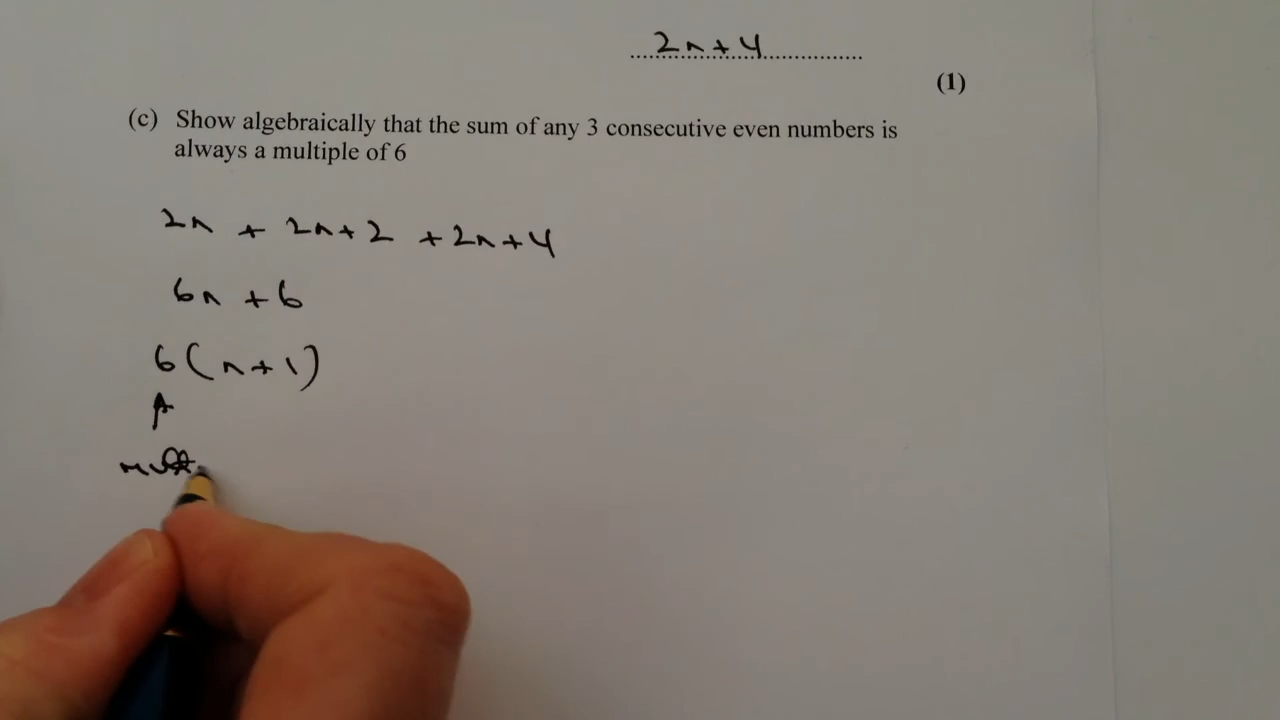 2n+4
(1)
(c) Show algebraically that the sum of any 3 consecutive even numbers is
always a multiple of 6
2n + 2n+2 +2n+4
6n + 6
6(n+1)